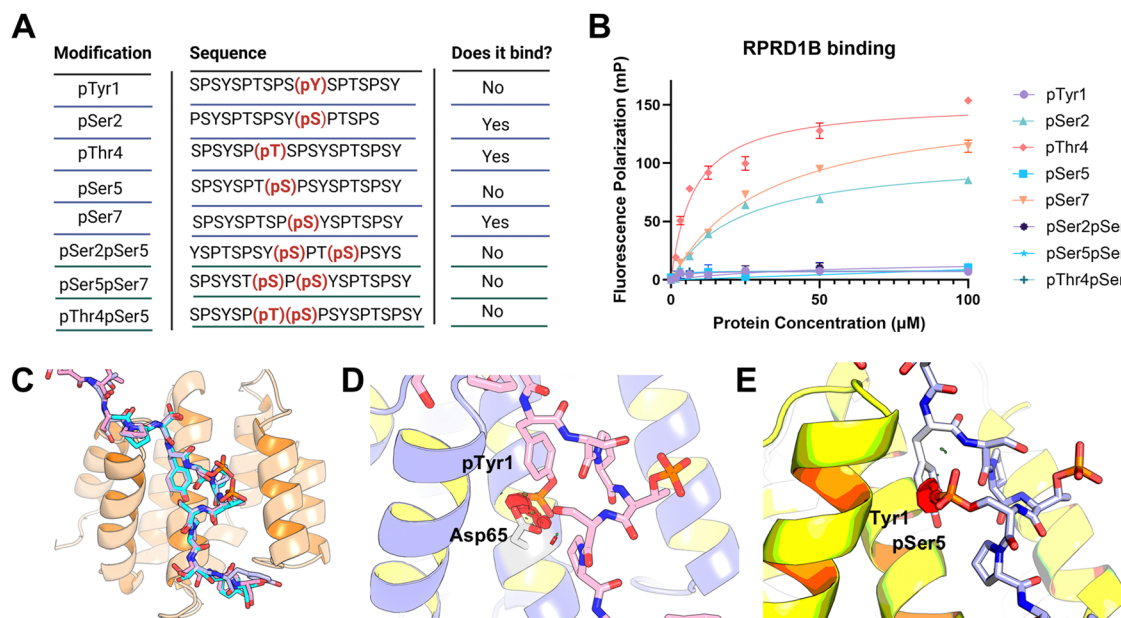 A
Modification Sequence Does it bind?
pTyr1 SPSYSPTSPS(pY)SPTSPSY No
pSer2 PSYSPTSPSY(pS)PTSPS Yes
pThr4 SPSYSP(pT)SPSYSPTSPSY Yes
pSer5 SPSYSPT(pS)PSYSPTSPSY No
pSer7 SPSYSPTSP(pS)YSPTSPSY Yes
pSer2pSer5 YSPTSPSY(pS)PT(pS)PSYS No
pSer5pSer7 SPSYST(pS)P(pS)YSPTSPSY No
pThr4pSer5 SPSYSP(pT)(pS)PSYSPTSPSY No
B
RPRD1B binding
Fluorescence Polarization (mP)
150
100
50
0
0 50 100
Protein Concentration (µM)
pTyr1
pSer2
pThr4
pSer5
pSer7
pSer2pSer
pSer5pSer
pThr4pSer
C
D
pTyr1
Asp65
E
Tyr1
pSer5